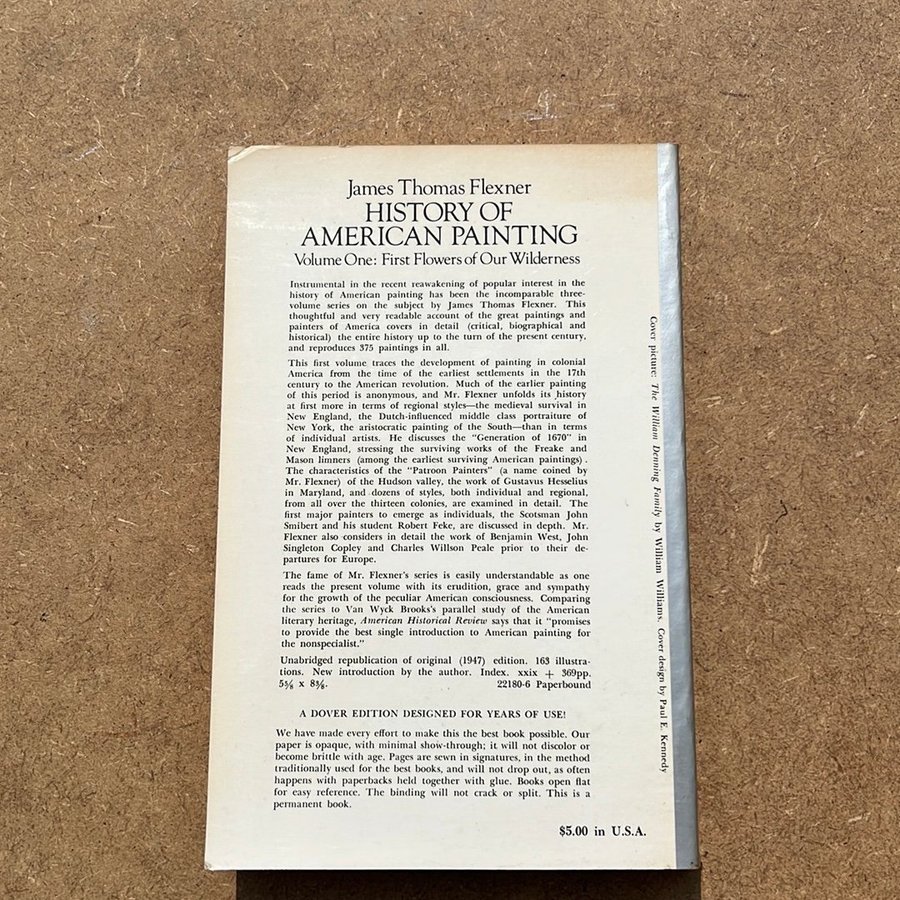 James Thomas Flexner
HISTORY OF
AMERICAN PAINTING
Volume One: First Flowers of Our Wilderness
Instrumental in the recent reawakening of popular interest in the
history of American painting has been the incomparable three-
volume series on the subject by James Thomas Flexner. This
thoughtful and very readable account of the great paintings and
painters of America covers in detail (critical, biographical and
historical) the entire history up to the turn of the present century,
and reproduces 375 paintings in all.
This first volume traces the development of painting in colonial
America from the time of the earliest settlements in the 17th
century to the American revolution. Much of the earlier painting
of this period is anonymous, and Mr. Flexner unfolds its history
at first more in terms of regional styles—the medieval survival in
New England, the Dutch-influenced middle class portraiture of
New York, the aristocratic painting of the South—than in terms
of individual artists. He discusses the "Generation of 1670" in
New England, stressing the surviving works of the Freake and
Mason limners (among the earliest surviving American paintings).
The characteristics of the "Patroon Painters" (a name coined by
Mr. Flexner) of the Hudson valley, the work of Gustavus Hesselius
in Maryland, and dozens of styles, both individual and regional,
from all over the thirteen colonies, are examined in detail. The
first major painters to emerge as individuals, the Scotsman John
Smibert and his student Robert Feke, are discussed in depth. Mr.
Flexner also considers in detail the work of Benjamin West, John
Singleton Copley and Charles Willson Peale prior to their de-
partures for Europe.
The fame of Mr. Flexner's series is easily understandable as one
reads the present volume with its erudition, grace and sympathy
for the growth of the peculiar American consciousness. Comparing
the series to Van Wyck Brooks's parallel study of the American
literary heritage, American Historical Review says that it "promises
to provide the best single introduction to American painting for
the nonspecialist."
Unabridged republication of original (1947) edition. 163 illustra-
tions. New introduction by the author. Index. xxix + 369pp.
5⅝ x 8⅜. 22180-6 Paperbound
A DOVER EDITION DESIGNED FOR YEARS OF USE!
We have made every effort to make this the best book possible. Our
paper is opaque, with minimal show-through; it will not discolor or
become brittle with age. Pages are sewn in signatures, in the method
traditionally used for the best books, and will not drop out, as often
happens with paperbacks held together with glue. Books open flat
for easy reference. The binding will not crack or split. This is a
permanent book.
$5.00 in U.S.A.
Cover picture: The William Denning Family by William Williams. Cover design by Paul E. Kennedy